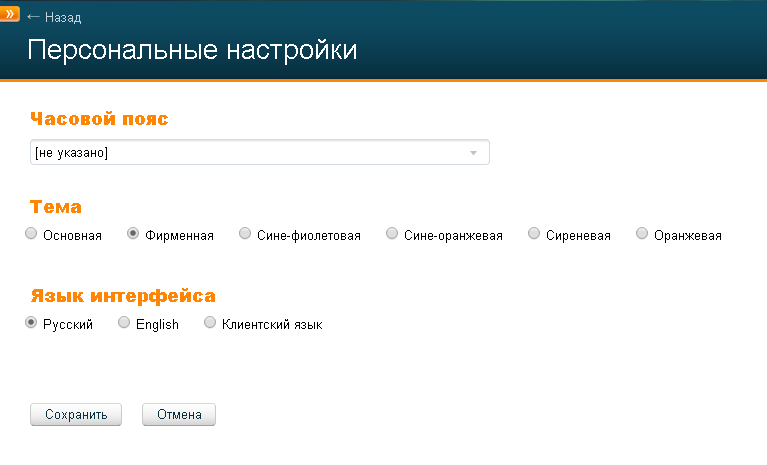 ← Назад
Персональные настройки
Часовой пояс
[не указано]
Тема
Основная Фирменная Сине-фиолетовая Сине-оранжевая Сиреневая Оранжевая
Язык интерфейса
Русский English Клиентский язык
Сохранить Отмена